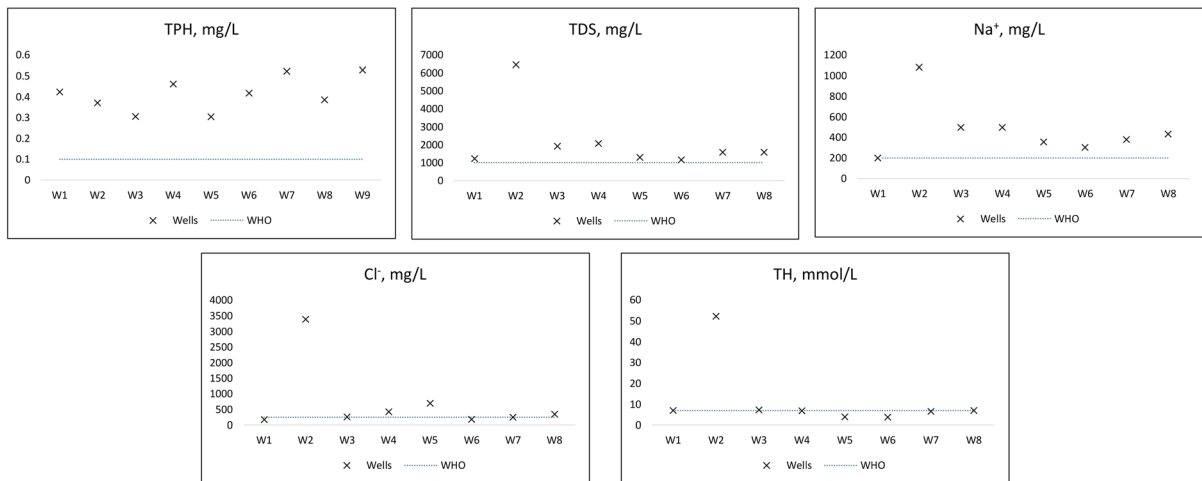 TPH, mg/L
0.6
0.5
0.4
0.3
0.2
0.1
0
W1 W2 W3 W4 W5 W6 W7 W8 W9
Wells WHO
TDS, mg/L
7000
6000
5000
4000
3000
2000
1000
0
W1 W2 W3 W4 W5 W6 W7 W8
Wells WHO
Na⁺, mg/L
1200
1000
800
600
400
200
0
W1 W2 W3 W4 W5 W6 W7 W8
Wells WHO
Cl⁻, mg/L
4000
3500
3000
2500
2000
1500
1000
500
0
W1 W2 W3 W4 W5 W6 W7 W8
Wells WHO
TH, mmol/L
60
50
40
30
20
10
0
W1 W2 W3 W4 W5 W6 W7 W8
Wells WHO